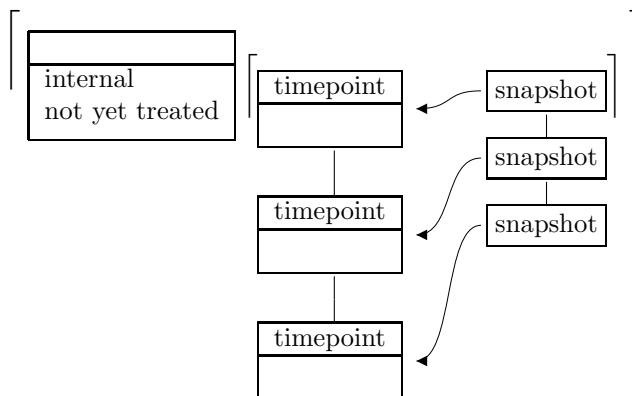 internal
not yet treated
timepoint
timepoint
timepoint
snapshot
snapshot
snapshot